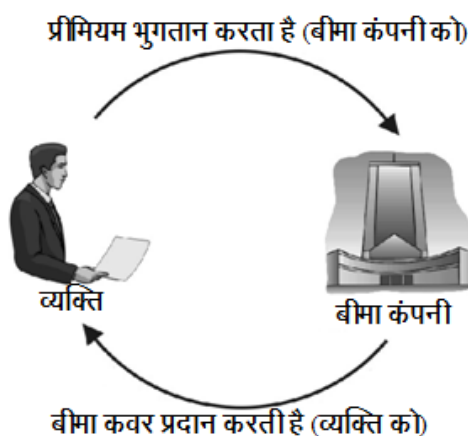 प्रीमियम भुगतान करता है (बीमा कंपनी को)
व्यक्ति
बीमा कंपनी
बीमा कवर प्रदान करती है (व्यक्ति को)